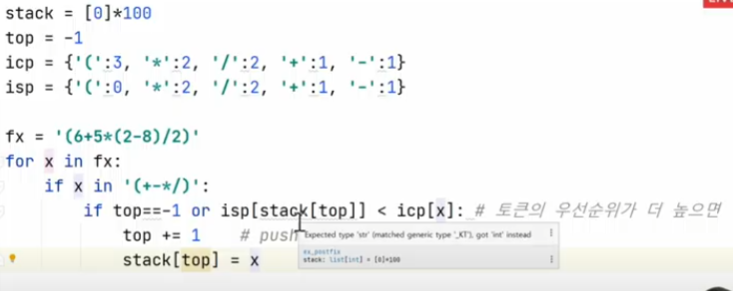 stack = [0]*100
top = -1
icp = {'(':3, '*':2, '/':2, '+':1, '-':1}
isp = {'(':0, '*':2, '/':2, '+':1, '-':1}
fx = '(6+5*(2-8)/2)'
for x in fx:
if x in '(+-*/)':
if top==-1 or isp[stack[top]] < icp[x]: # 토큰의 우선순위가 더 높으면
top += 1 # push
Expected type 'str' (matched generic type '_KT'), got 'int' instead
stack: list[int] = [0]*100
stack[top] = x